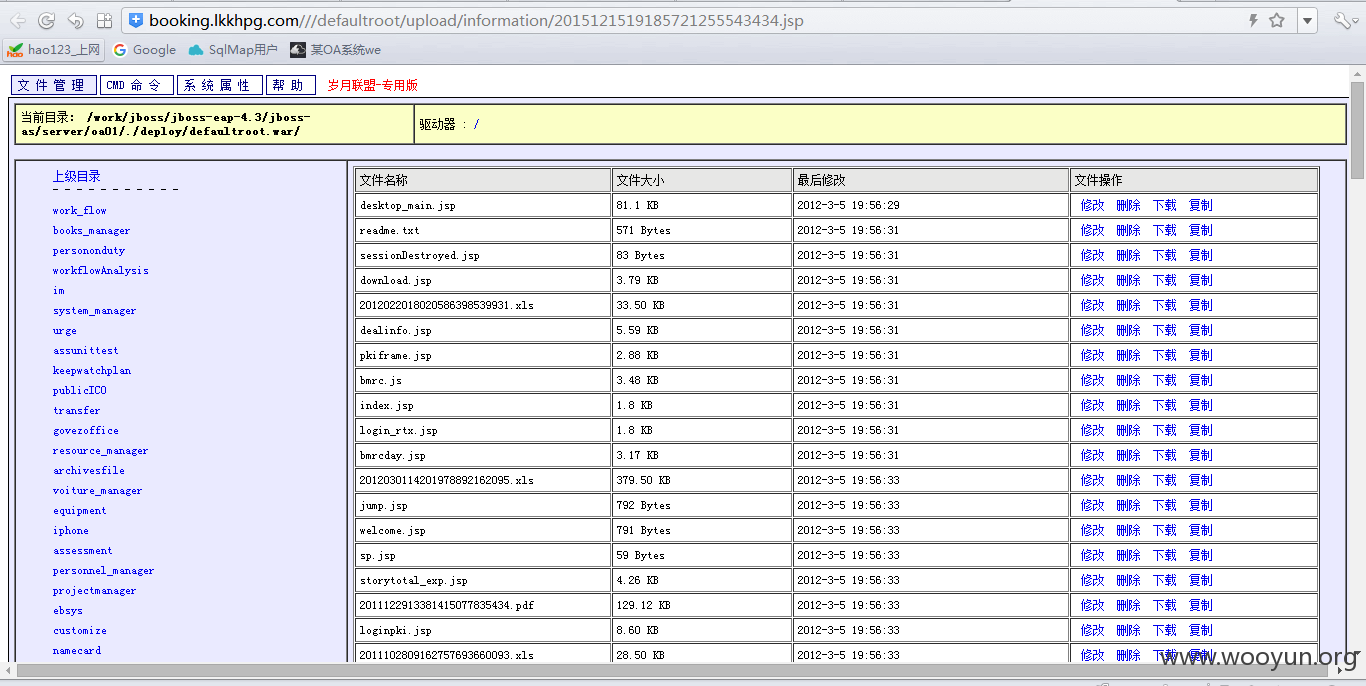 booking.lkkhpg.com///defaultroot/upload/information/2015121519185721255543434.jsp
hao123_上网 Google SqlMap用户 某OA系统we
文件管理 CMD 命令 系统属性 帮助 岁月联盟-专用版
当前目录: /work/jboss/jboss-eap-4.3/jboss-
as/server/oa01/./deploy/defaultroot.war/
驱动器 : /
上级目录
- - - - - - - - - - -
work_flow
books_manager
persononduty
workflowAnalysis
im
system_manager
urge
assunittest
keepwatchplan
publicICO
transfer
govezoffice
resource_manager
archivesfile
voiture_manager
equipment
iphone
assessment
personnel_manager
projectmanager
ebsys
customize
namecard
文件名称 文件大小 最后修改 文件操作
desktop_main.jsp 81.1 KB 2012-3-5 19:56:29 修改 删除 下载 复制
readme.txt 571 Bytes 2012-3-5 19:56:31 修改 删除 下载 复制
sessionDestroyed.jsp 83 Bytes 2012-3-5 19:56:31 修改 删除 下载 复制
download.jsp 3.79 KB 2012-3-5 19:56:31 修改 删除 下载 复制
2012022018020586398539931.xls 33.50 KB 2012-3-5 19:56:31 修改 删除 下载 复制
dealinfo.jsp 5.59 KB 2012-3-5 19:56:31 修改 删除 下载 复制
pkiframe.jsp 2.88 KB 2012-3-5 19:56:31 修改 删除 下载 复制
bmrc.js 3.48 KB 2012-3-5 19:56:31 修改 删除 下载 复制
index.jsp 1.8 KB 2012-3-5 19:56:31 修改 删除 下载 复制
login_rtx.jsp 1.8 KB 2012-3-5 19:56:31 修改 删除 下载 复制
bmrcday.jsp 3.17 KB 2012-3-5 19:56:31 修改 删除 下载 复制
2012030114201978892162095.xls 379.50 KB 2012-3-5 19:56:33 修改 删除 下载 复制
jump.jsp 792 Bytes 2012-3-5 19:56:33 修改 删除 下载 复制
welcome.jsp 791 Bytes 2012-3-5 19:56:33 修改 删除 下载 复制
sp.jsp 59 Bytes 2012-3-5 19:56:33 修改 删除 下载 复制
storytotal_exp.jsp 4.26 KB 2012-3-5 19:56:33 修改 删除 下载 复制
2011122913381415077835434.pdf 129.12 KB 2012-3-5 19:56:33 修改 删除 下载 复制
loginpki.jsp 8.60 KB 2012-3-5 19:56:33 修改 删除 下载 复制
2011102809162757693660093.xls 28.50 KB 2012-3-5 19:56:33 修改 删除 下载 复制
www.wooyun.org